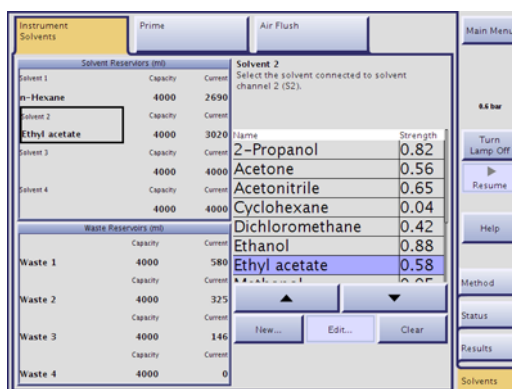 Instrument
Solvents
Prime
Air Flush
Main Menu
Solvent Reserviors (ml)
Solvent 1 Capacity Current
n-Hexane 4000 2690
Solvent 2 Capacity Current
Ethyl acetate 4000 3020
Solvent 3 Capacity Current
4000 4000
Solvent 4 Capacity Current
4000 4000
Waste Reservoirs (ml)
Capacity Current
Waste 1 4000 580
Capacity Current
Waste 2 4000 325
Capacity Current
Waste 3 4000 146
Capacity Current
Waste 4 4000 0
Solvent 2
Select the solvent connected to solvent
channel 2 (S2).
Name Strength
2-Propanol 0.82
Acetone 0.56
Acetonitrile 0.65
Cyclohexane 0.04
Dichloromethane 0.42
Ethanol 0.88
Ethyl acetate 0.58
New... Edit... Clear
0.6 bar
Turn
Lamp Off
Resume
Help
Method
Status
Results
Solvents